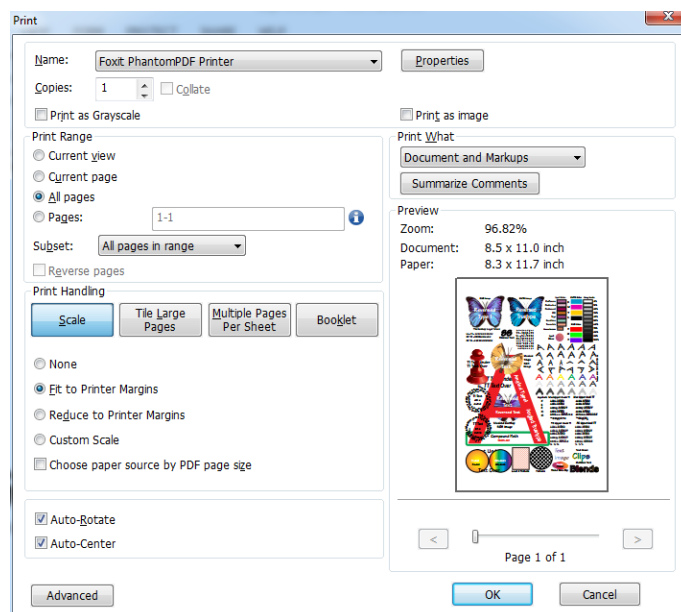 Print
Name: Foxit PhantomPDF Printer Properties
Copies: 1 Collate
Print as Grayscale Print as image
Print Range
Current view
Current page
All pages
Pages: 1-1
Subset: All pages in range
Reverse pages
Print What
Document and Markups
Summarize Comments
Preview
Zoom: 96.82%
Document: 8.5 x 11.0 inch
Paper: 8.3 x 11.7 inch
Clips
Blends
< >
Page 1 of 1
Print Handling
Scale
Tile Large Pages
Multiple Pages Per Sheet
Booklet
None
Fit to Printer Margins
Reduce to Printer Margins
Custom Scale
Choose paper source by PDF page size
Auto-Rotate
Auto-Center
Advanced OK Cancel